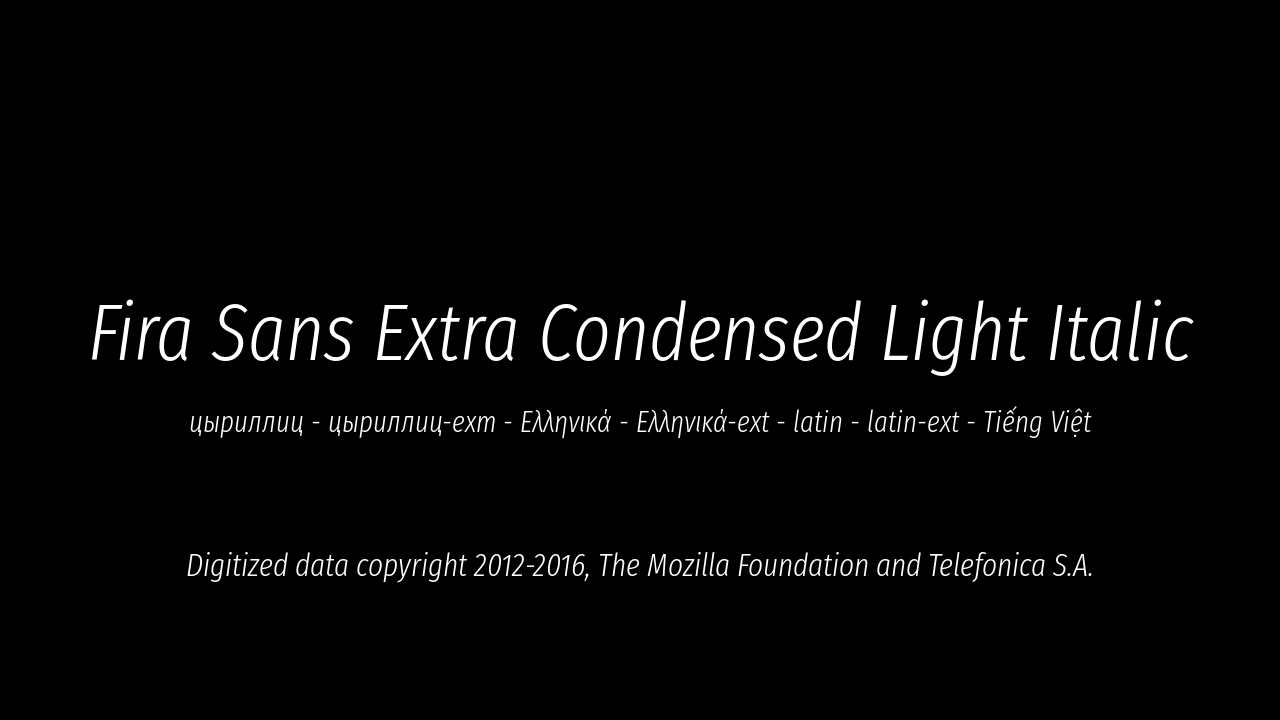 Fira Sans Extra Condensed Light Italic
цыриллиц - цыриллиц-ехт - Ελληνικά - Ελληνικά-ext - latin - latin-ext - Tiếng Việt
Digitized data copyright 2012-2016, The Mozilla Foundation and Telefonica S.A.